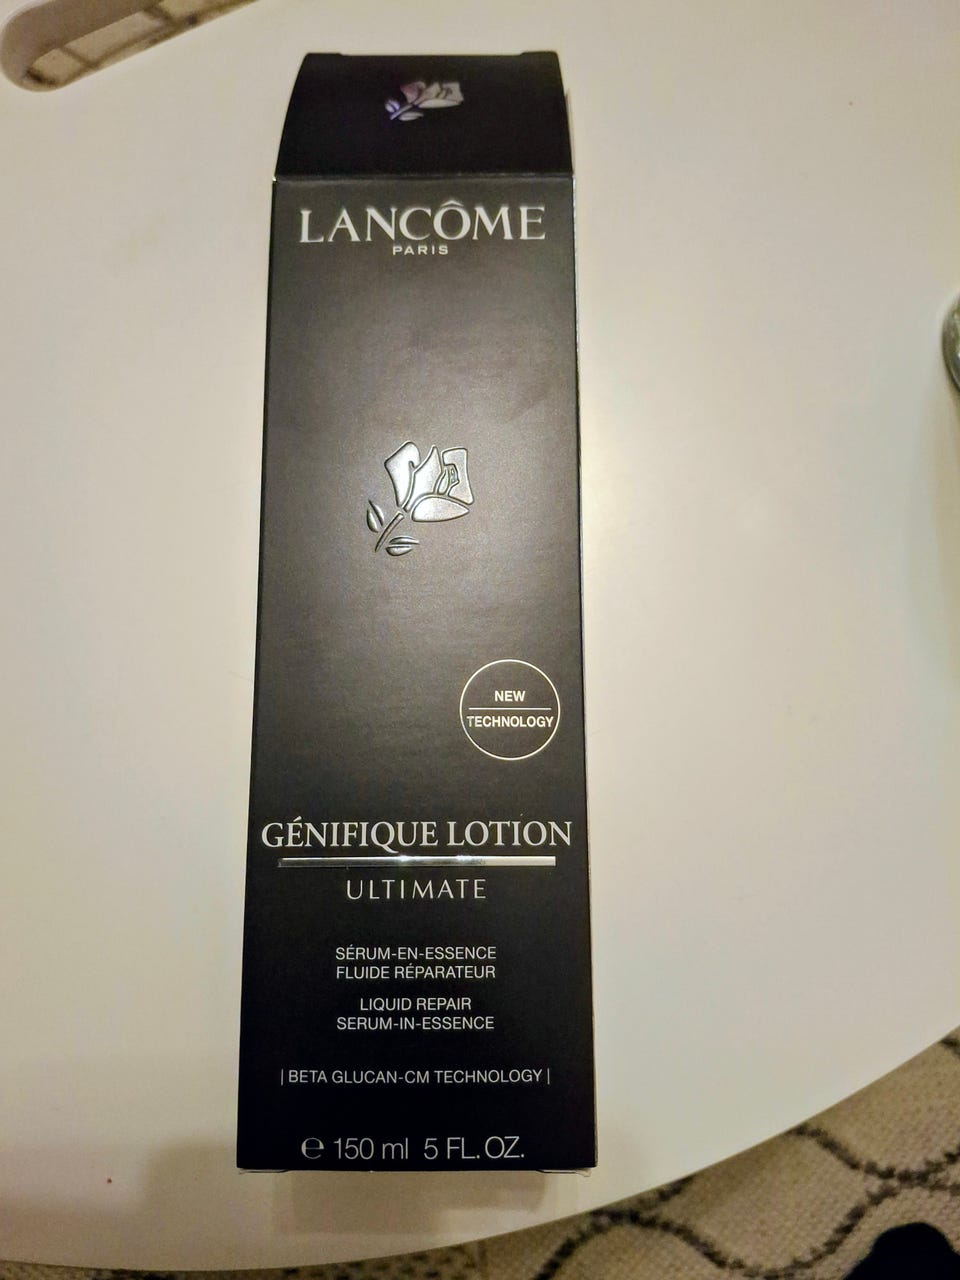 LANCÔME
PARIS
NEW
TECHNOLOGY
GÉNIFIQUE LOTION
ULTIMATE
SÉRUM-EN-ESSENCE
FLUIDE RÉPARATEUR
LIQUID REPAIR
SERUM-IN-ESSENCE
| BETA GLUCAN-CM TECHNOLOGY |
℮ 150 ml 5 FL. OZ.